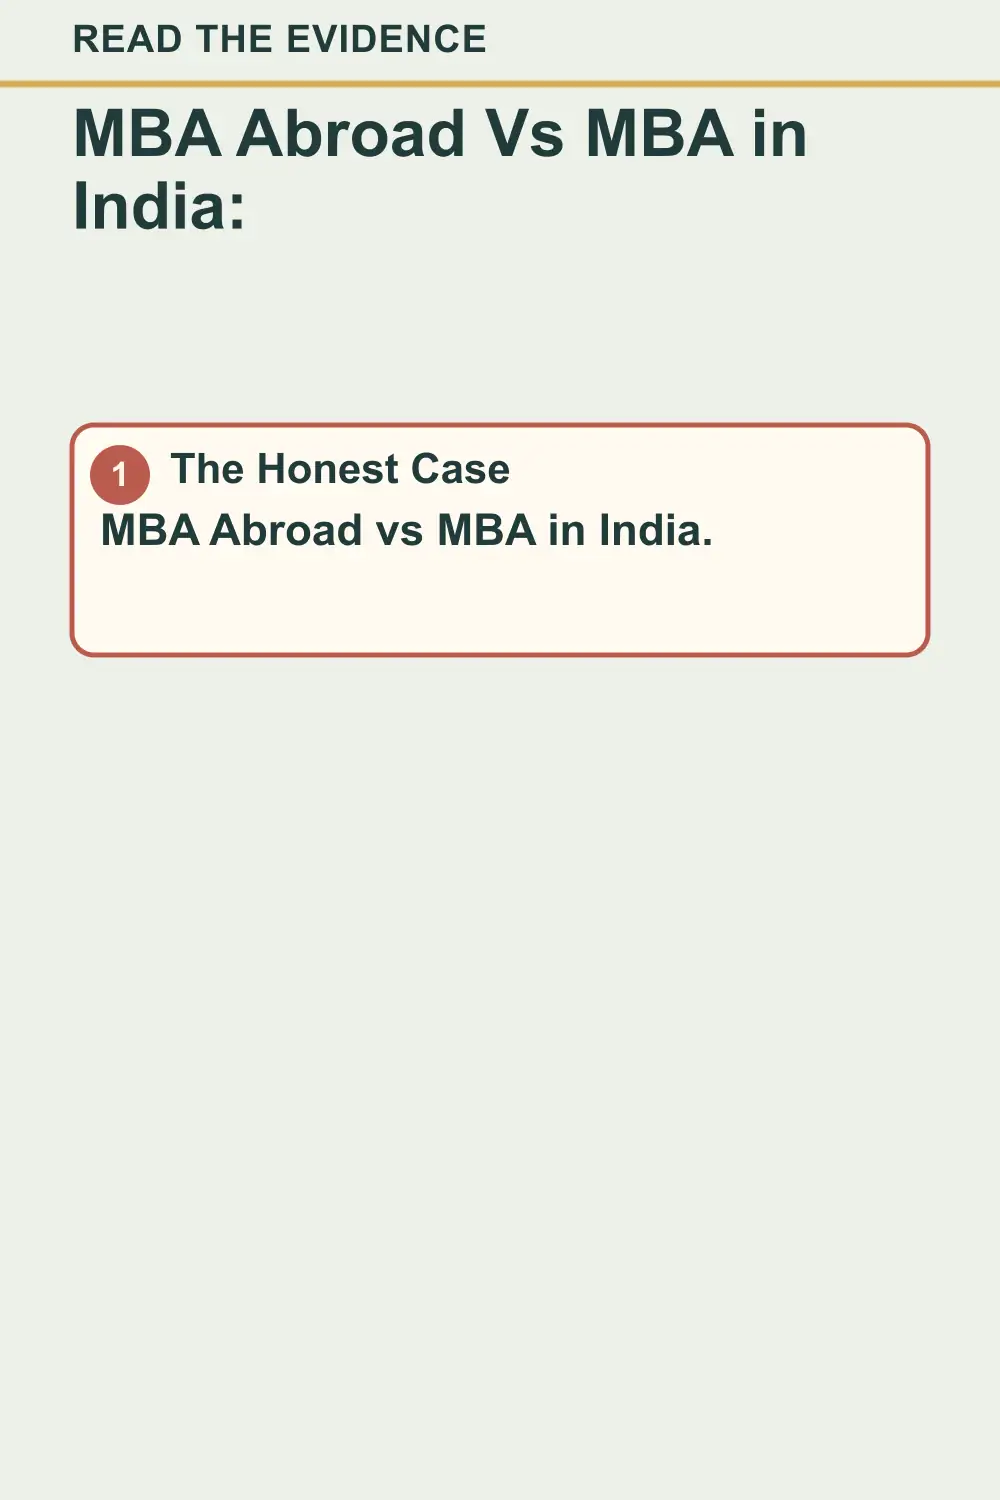 READ THE EVIDENCE
MBA Abroad Vs MBA in
India:
1 The Honest Case
MBA Abroad vs MBA in India.